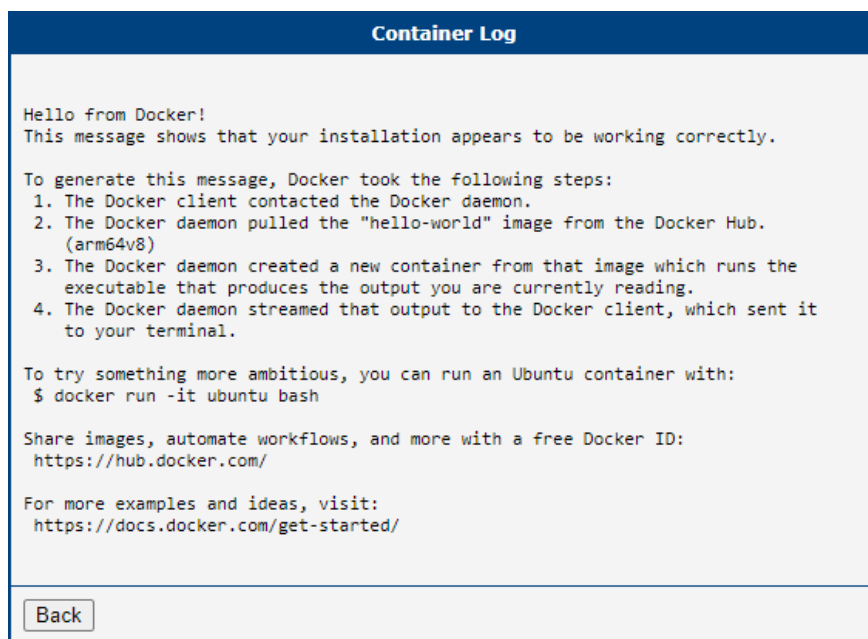 Container Log
Hello from Docker!
This message shows that your installation appears to be working correctly.
To generate this message, Docker took the following steps:
1. The Docker client contacted the Docker daemon.
2. The Docker daemon pulled the "hello-world" image from the Docker Hub.
(arm64v8)
3. The Docker daemon created a new container from that image which runs the
executable that produces the output you are currently reading.
4. The Docker daemon streamed that output to the Docker client, which sent it
to your terminal.
To try something more ambitious, you can run an Ubuntu container with:
$ docker run -it ubuntu bash
Share images, automate workflows, and more with a free Docker ID:
https://hub.docker.com/
For more examples and ideas, visit:
https://docs.docker.com/get-started/
Back